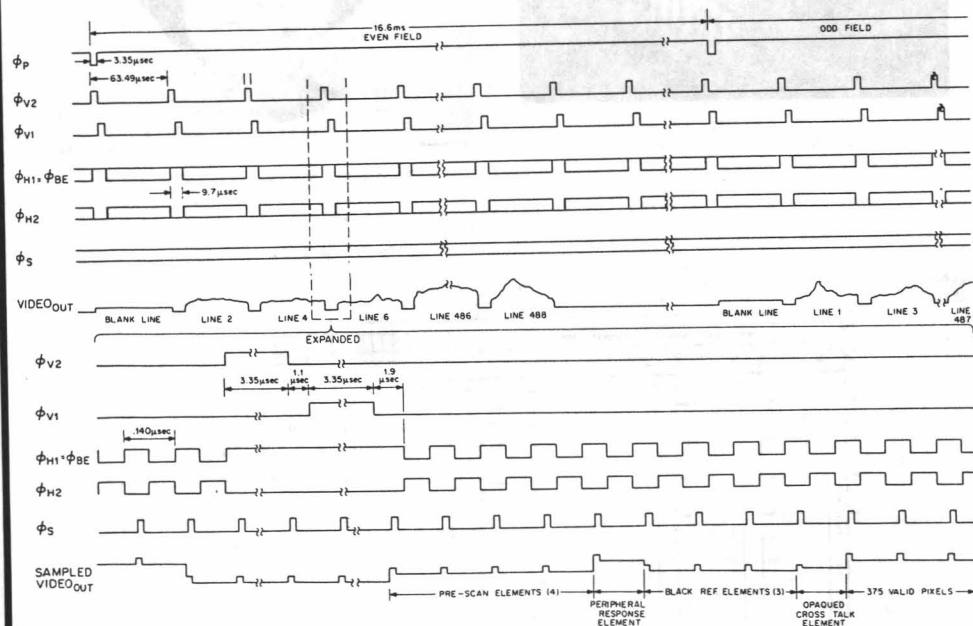 16.6ms
EVEN FIELD
ODD FIELD
ϕP
3.35μsec
63.49μsec
ϕV2
ϕV1
ϕH1=ϕBE
9.7μsec
ϕH2
ϕS
VIDEOOUT
BLANK LINE
LINE 2
LINE 4
LINE 6
LINE 486
LINE 488
BLANK LINE
LINE 1
LINE 3
LINE 487
EXPANDED
ϕV2
3.35μsec
1.1 μsec
3.35μsec
1.9 μsec
ϕV1
.140μsec
ϕH1=ϕBE
ϕH2
ϕS
SAMPLED
VIDEOOUT
PRE-SCAN ELEMENTS (4)
PERIPHERAL
RESPONSE
ELEMENT
BLACK REF ELEMENTS (3)
OPAQUED
CROSS TALK
ELEMENT
375 VALID PIXELS